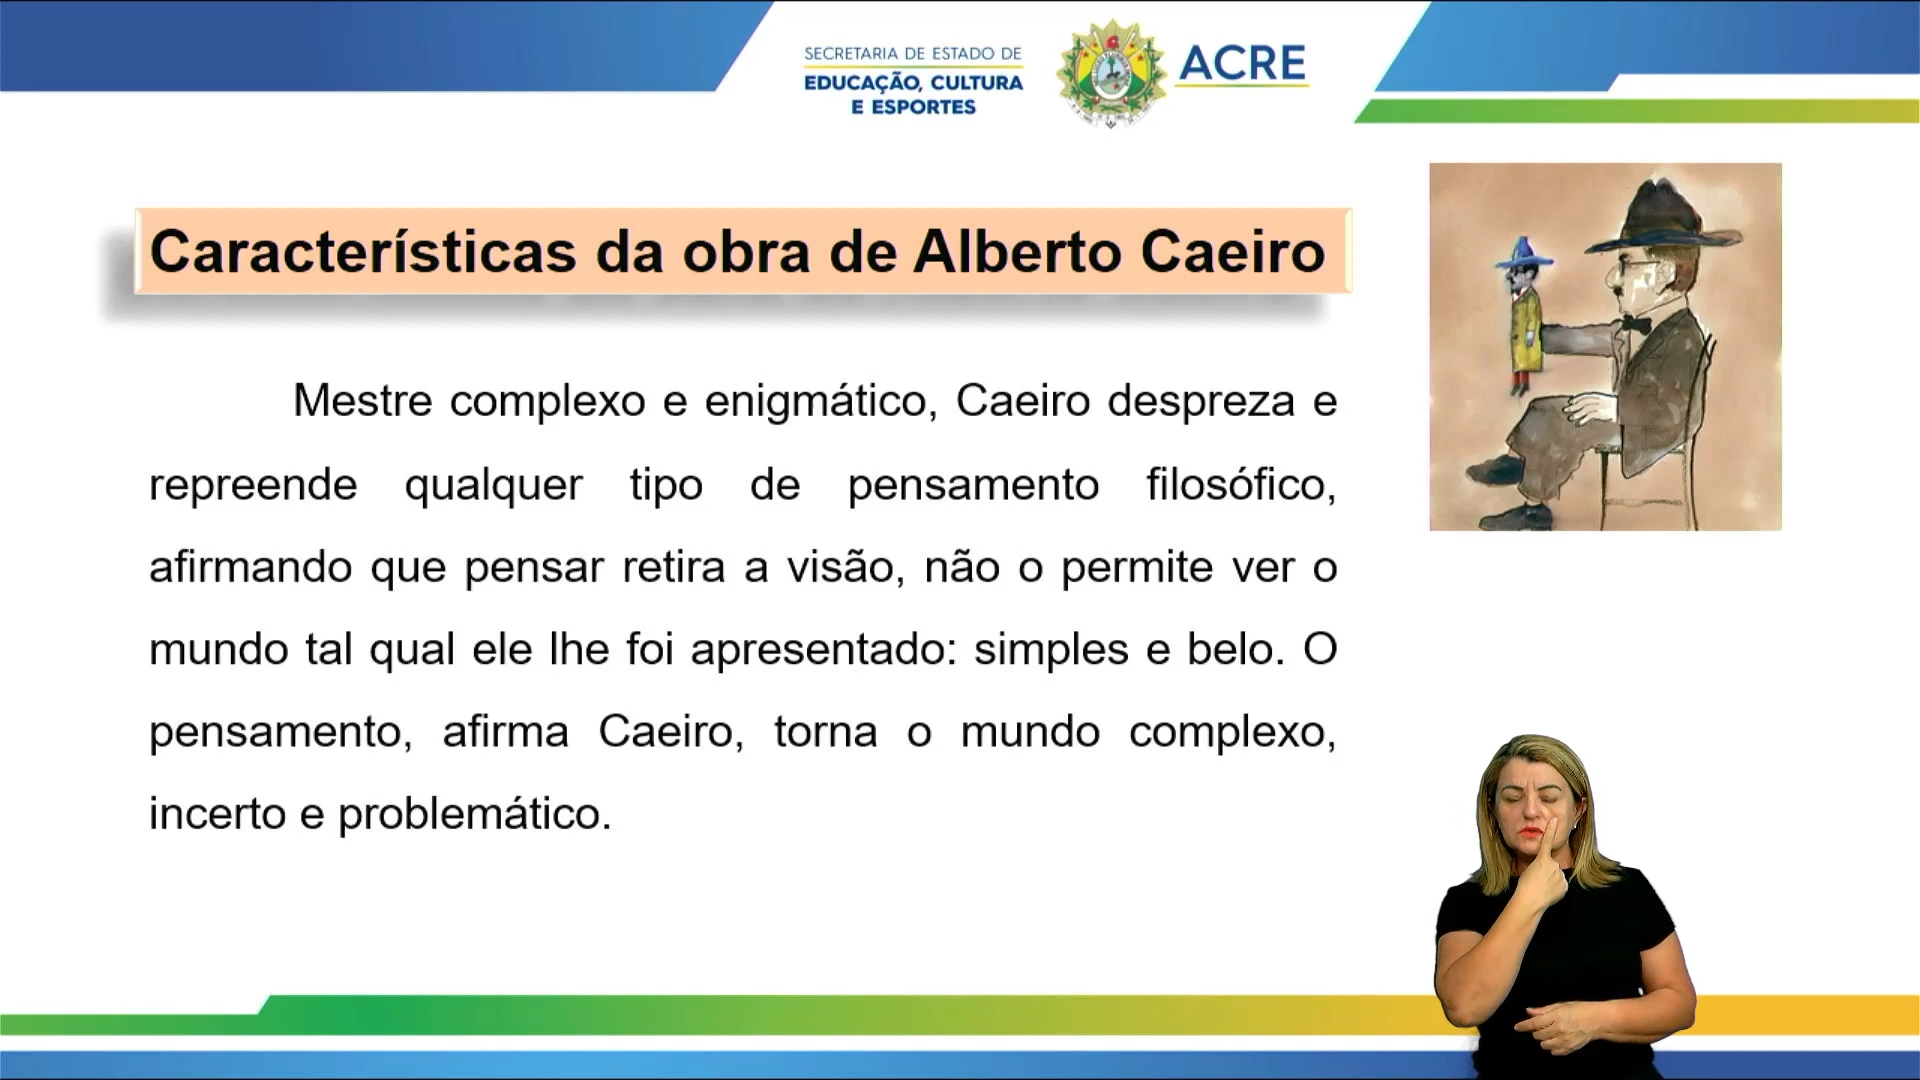 SECRETARIA DE ESTADO DE
EDUCAÇÃO, CULTURA
E ESPORTES
ACRE
Características da obra de Alberto Caeiro
Mestre complexo e enigmático, Caeiro despreza e
repreende qualquer tipo de pensamento filosófico,
afirmando que pensar retira a visão, não o permite ver o
mundo tal qual ele lhe foi apresentado: simples e belo. O
pensamento, afirma Caeiro, torna o mundo complexo,
incerto e problemático.